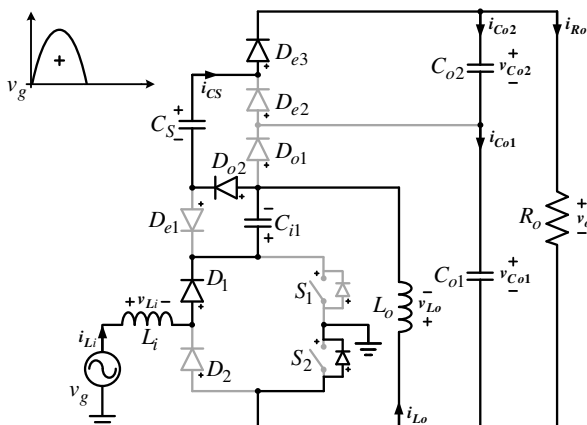 i_Co2
i_Ro
+
v_g
D_e3
C_o2
+
v_Co2
-
i_CS
+
C_S
-
D_e2
i_Co1
D_o2
D_o1
D_e1
-
C_i1
+
R_o
+
v_o
-
D_1
+ v_Li -
L_i
S_1
L_o
-
v_Lo
+
C_o1
+
v_Co1
-
i_Li
v_g
D_2
S_2
i_Lo